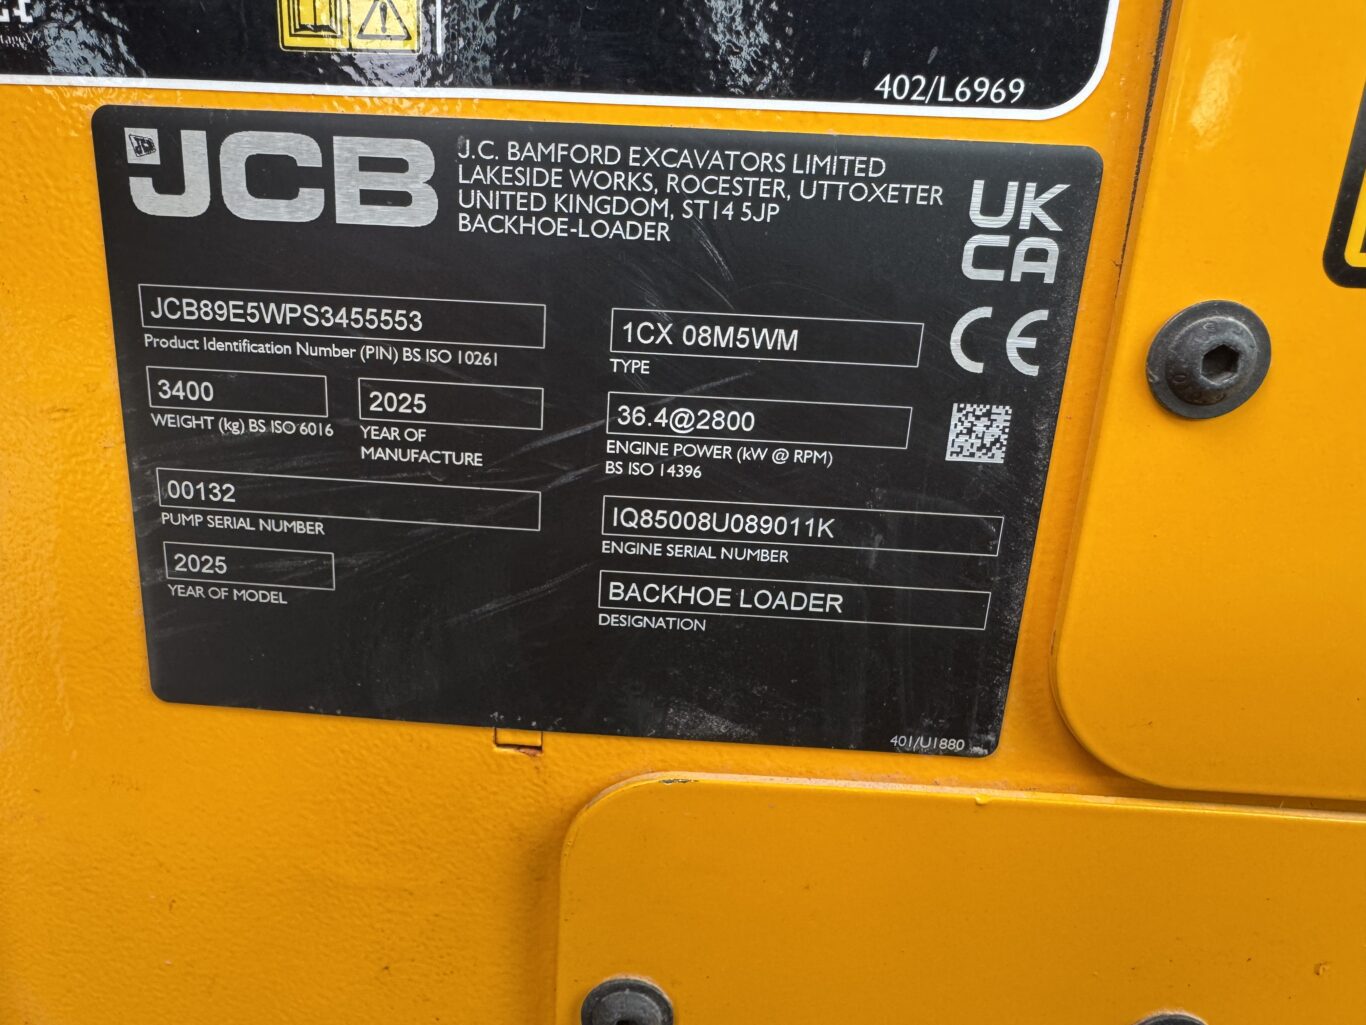 402/L6969
JCB
J.C. BAMFORD EXCAVATORS LIMITED
LAKESIDE WORKS, ROCESTER, UTTOXETER
UNITED KINGDOM, ST14 5JP
BACKHOE-LOADER
UK
CA
CE
JCB89E5WPS3455553
Product Identification Number (PIN) BS ISO 10261
1CX 08M5WM
TYPE
3400
WEIGHT (kg) BS ISO 6016
2025
YEAR OF
MANUFACTURE
36.4@2800
ENGINE POWER (kW @ RPM)
BS ISO 14396
00132
PUMP SERIAL NUMBER
IQ85008U089011K
ENGINE SERIAL NUMBER
2025
YEAR OF MODEL
BACKHOE LOADER
DESIGNATION
401/U1880